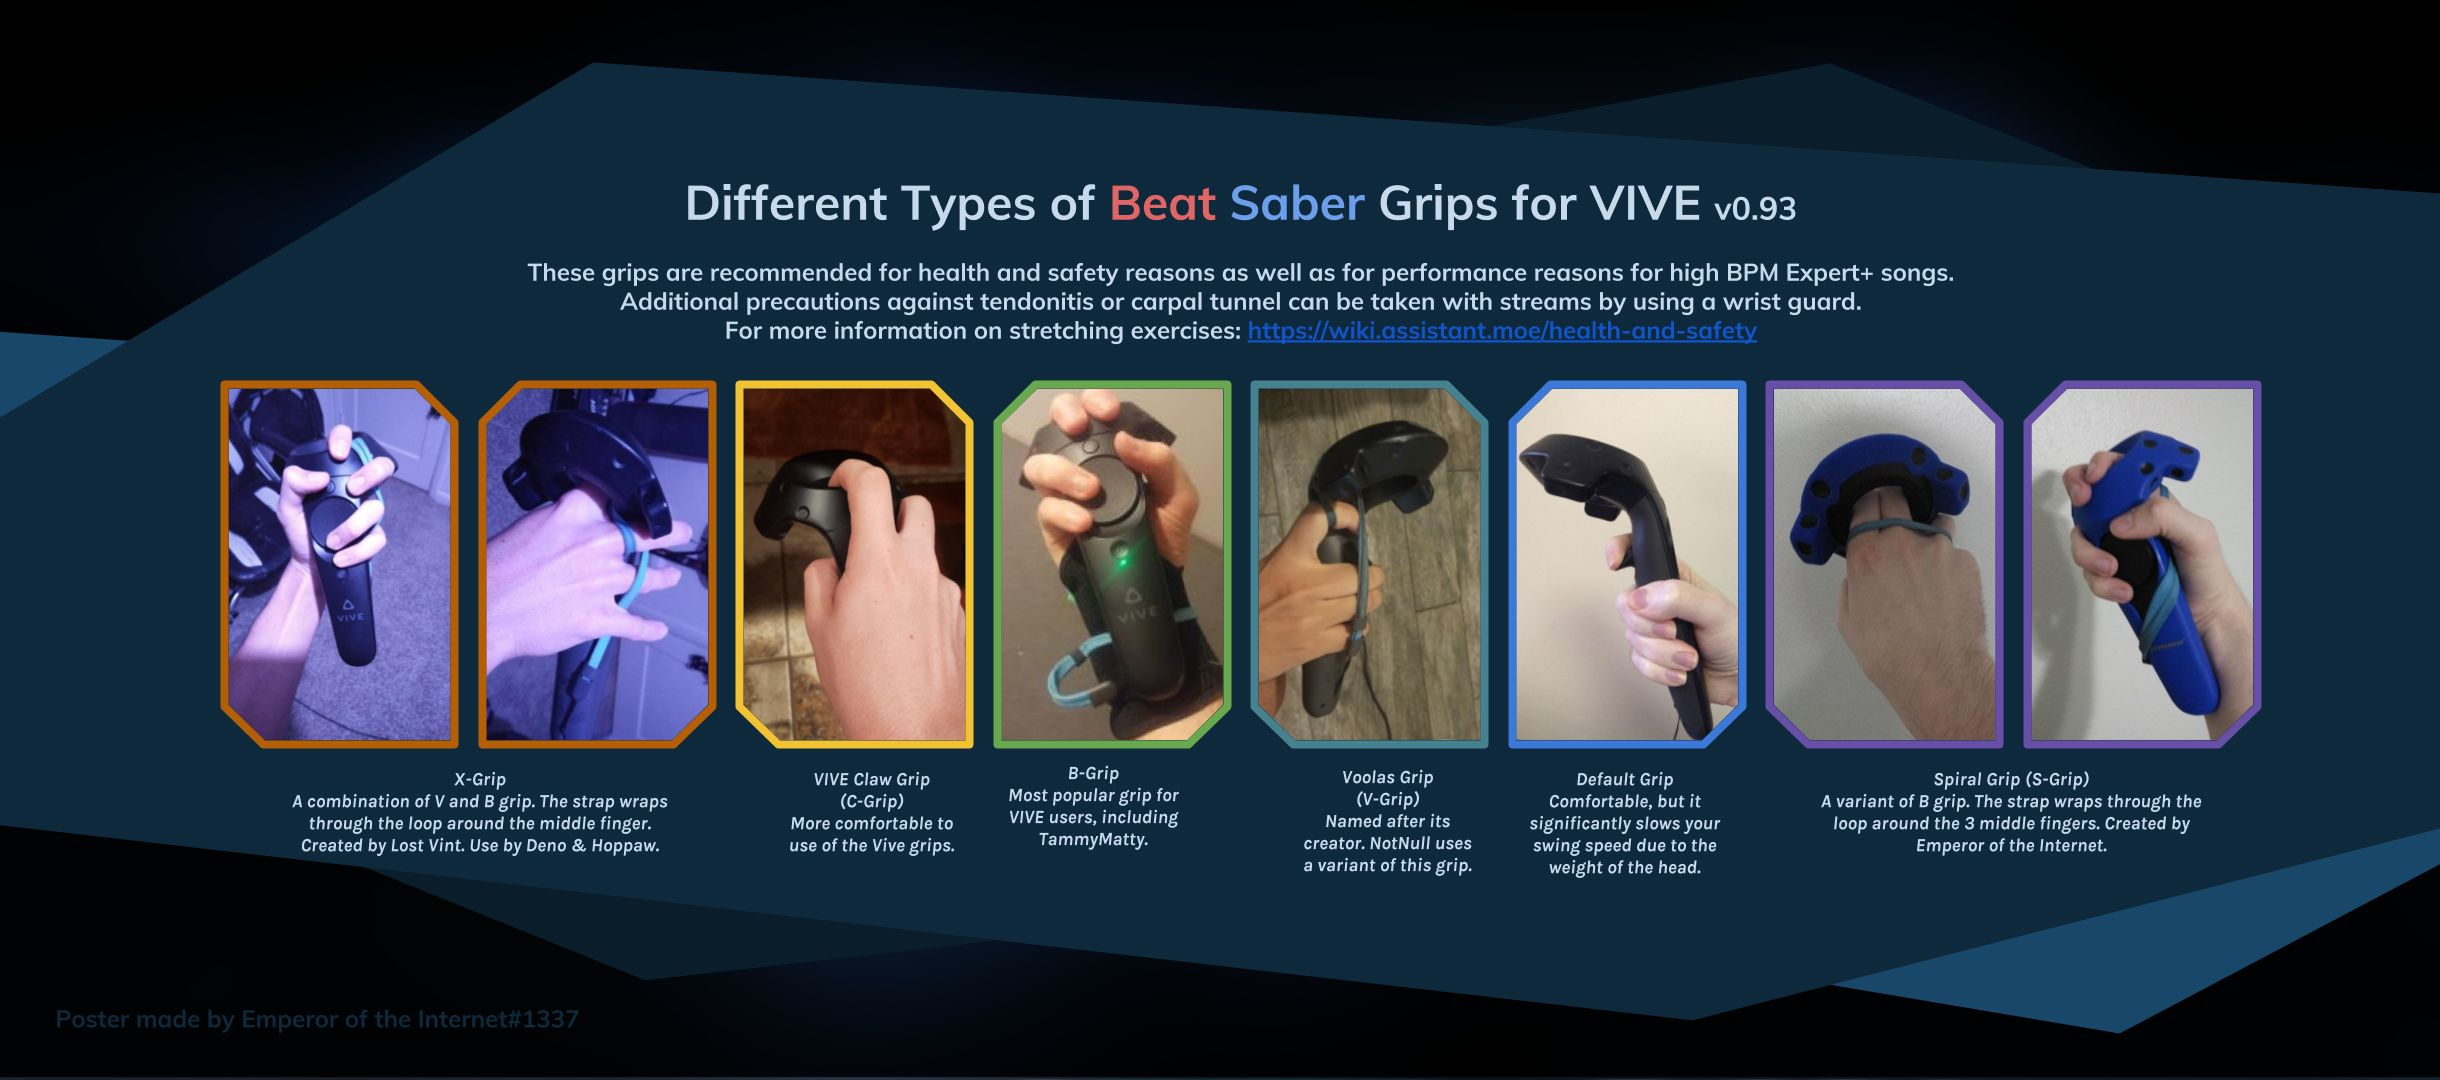 Different Types of Beat Saber Grips for VIVE v0.93
These grips are recommended for health and safety reasons as well as for performance reasons for high BPM Expert+ songs.
Additional precautions against tendonitis or carpal tunnel can be taken with streams by using a wrist guard.
For more information on stretching exercises: https://wiki.assistant.moe/health-and-safety
VIVE
VIVE
X-Grip
A combination of V and B grip. The strap wraps
through the loop around the middle finger.
Created by Lost Vint. Use by Deno & Hoppaw.
VIVE Claw Grip
(C-Grip)
More comfortable to
use of the Vive grips.
B-Grip
Most popular grip for
VIVE users, including
TammyMatty.
Voolas Grip
(V-Grip)
Named after its
creator. NotNull uses
a variant of this grip.
Default Grip
Comfortable, but it
significantly slows your
swing speed due to the
weight of the head.
Spiral Grip (S-Grip)
A variant of B grip. The strap wraps through the
loop around the 3 middle fingers. Created by
Emperor of the Internet.
Poster made by Emperor of the Internet#1337